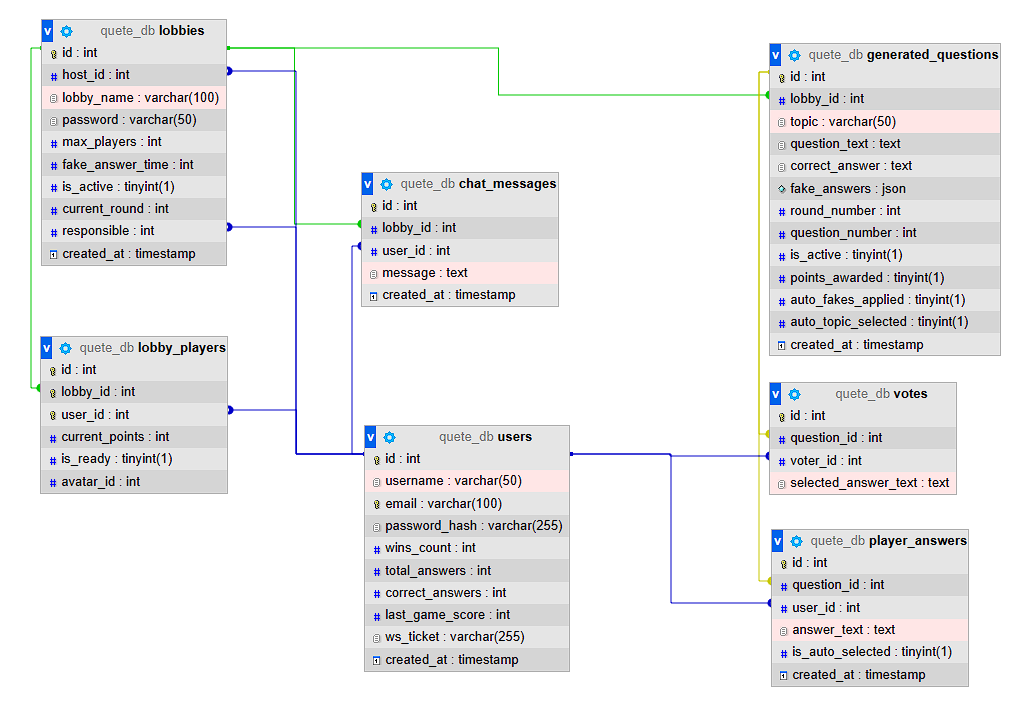 v quete_db lobbies
id : int
# host_id : int
lobby_name : varchar(100)
password : varchar(50)
# max_players : int
# fake_answer_time : int
# is_active : tinyint(1)
# current_round : int
# responsible : int
created_at : timestamp
v quete_db lobby_players
id : int
lobby_id : int
user_id : int
# current_points : int
# is_ready : tinyint(1)
# avatar_id : int
v quete_db chat_messages
id : int
# lobby_id : int
# user_id : int
message : text
created_at : timestamp
v quete_db users
id : int
username : varchar(50)
email : varchar(100)
password_hash : varchar(255)
# wins_count : int
# total_answers : int
# correct_answers : int
# last_game_score : int
ws_ticket : varchar(255)
created_at : timestamp
v quete_db generated_questions
id : int
# lobby_id : int
topic : varchar(50)
question_text : text
correct_answer : text
fake_answers : json
# round_number : int
# question_number : int
# is_active : tinyint(1)
# points_awarded : tinyint(1)
# auto_fakes_applied : tinyint(1)
# auto_topic_selected : tinyint(1)
created_at : timestamp
v quete_db votes
id : int
# question_id : int
# voter_id : int
selected_answer_text : text
v quete_db player_answers
id : int
# question_id : int
# user_id : int
answer_text : text
# is_auto_selected : tinyint(1)
created_at : timestamp